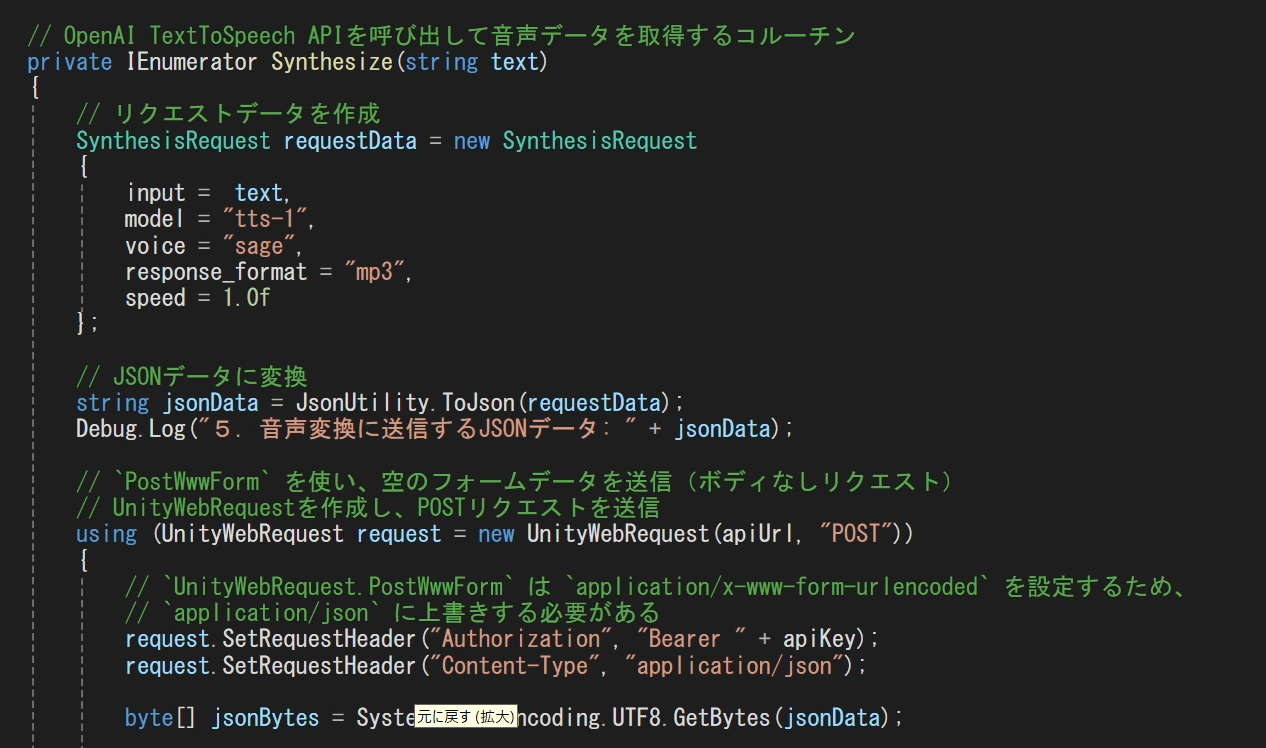 // OpenAI TextToSpeech APIを呼び出して音声データを取得するコルーチン
private IEnumerator Synthesize(string text)
{
// リクエストデータを作成
SynthesisRequest requestData = new SynthesisRequest
{
input =  text,
model = "tts-1",
voice = "sage",
response_format = "mp3",
speed = 1.0f
};
// JSONデータに変換
string jsonData = JsonUtility.ToJson(requestData);
Debug.Log("５. 音声変換に送信するJSONデータ: " + jsonData);
// `PostWwwForm` を使い、空のフォームデータを送信（ボディなしリクエスト）
// UnityWebRequestを作成し、POSTリクエストを送信
using (UnityWebRequest request = new UnityWebRequest(apiUrl, "POST"))
{
// `UnityWebRequest.PostWwwForm` は `application/x-www-form-urlencoded` を設定するため、
// `application/json` に上書きする必要がある
request.SetRequestHeader("Authorization", "Bearer " + apiKey);
request.SetRequestHeader("Content-Type", "application/json");
byte[] jsonBytes = Syste 元に戻す(拡大) ncoding.UTF8.GetBytes(jsonData);